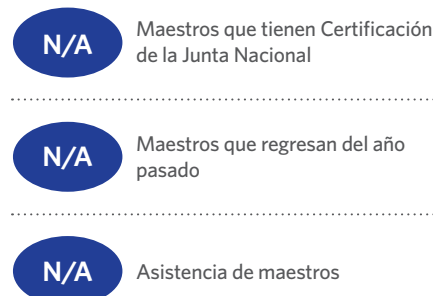 N/A
Maestros que tienen Certificación
de la Junta Nacional
N/A
Maestros que regresan del año
pasado
N/A
Asistencia de maestros